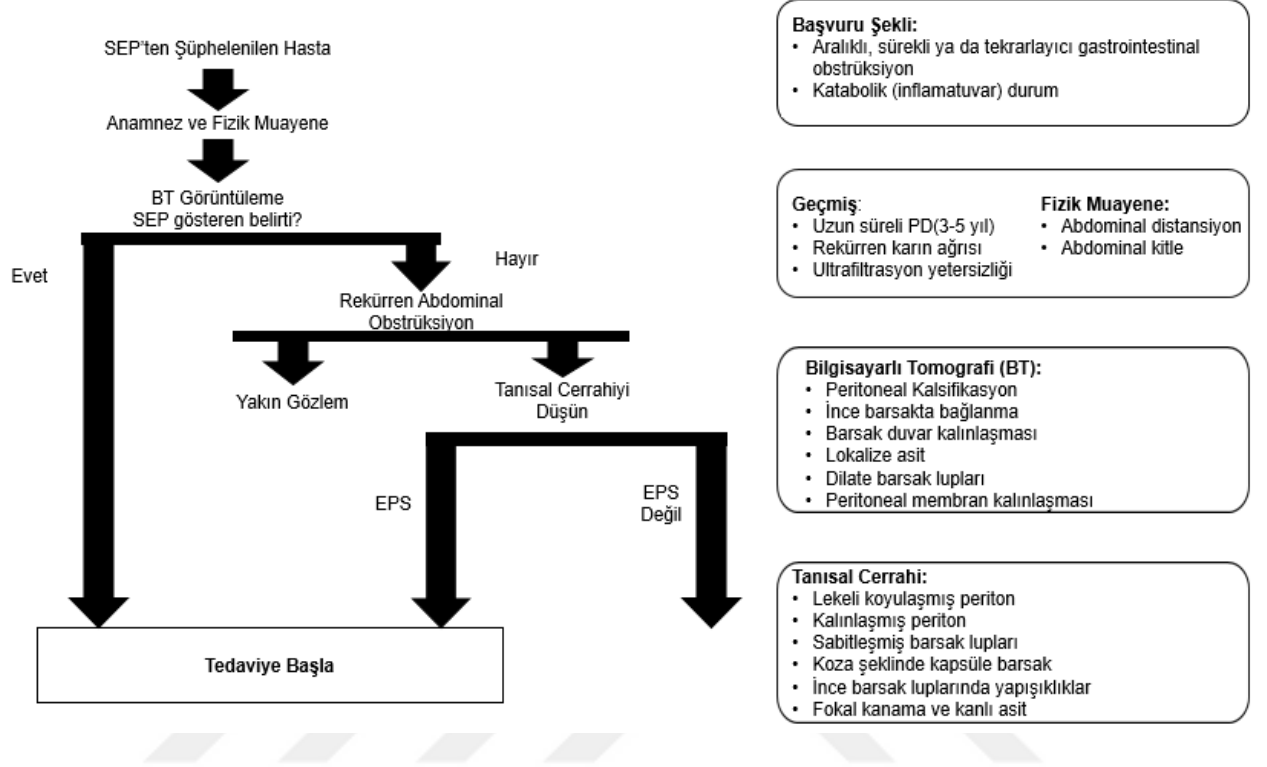 SEP'ten Şüphelenilen Hasta
Anamnez ve Fizik Muayene
BT Görüntüleme
SEP gösteren belirti?
Evet
Hayır
Rekürren Abdominal
Obstrüksiyon
Yakın Gözlem
Tanısal Cerrahiyi
Düşün
EPS
EPS
Değil
Tedaviye Başla
Başvuru Şekli:
• Aralıklı, sürekli ya da tekrarlayıcı gastrointestinal
obstrüksiyon
• Katabolik (inflamatuvar) durum
Geçmiş:
• Uzun süreli PD(3-5 yıl)
• Rekürren karın ağrısı
• Ultrafiltrasyon yetersizliği
Fizik Muayene:
• Abdominal distansiyon
• Abdominal kitle
Bilgisayarlı Tomografi (BT):
• Peritoneal Kalsifikasyon
• İnce barsakta bağlanma
• Barsak duvar kalınlaşması
• Lokalize asit
• Dilate barsak lupları
• Peritoneal membran kalınlaşması
Tanısal Cerrahi:
• Lekeli koyulaşmış periton
• Kalınlaşmış periton
• Sabitleşmiş barsak lupları
• Koza şeklinde kapsüle barsak
• İnce barsak luplarında yapışıklıklar
• Fokal kanama ve kanlı asit